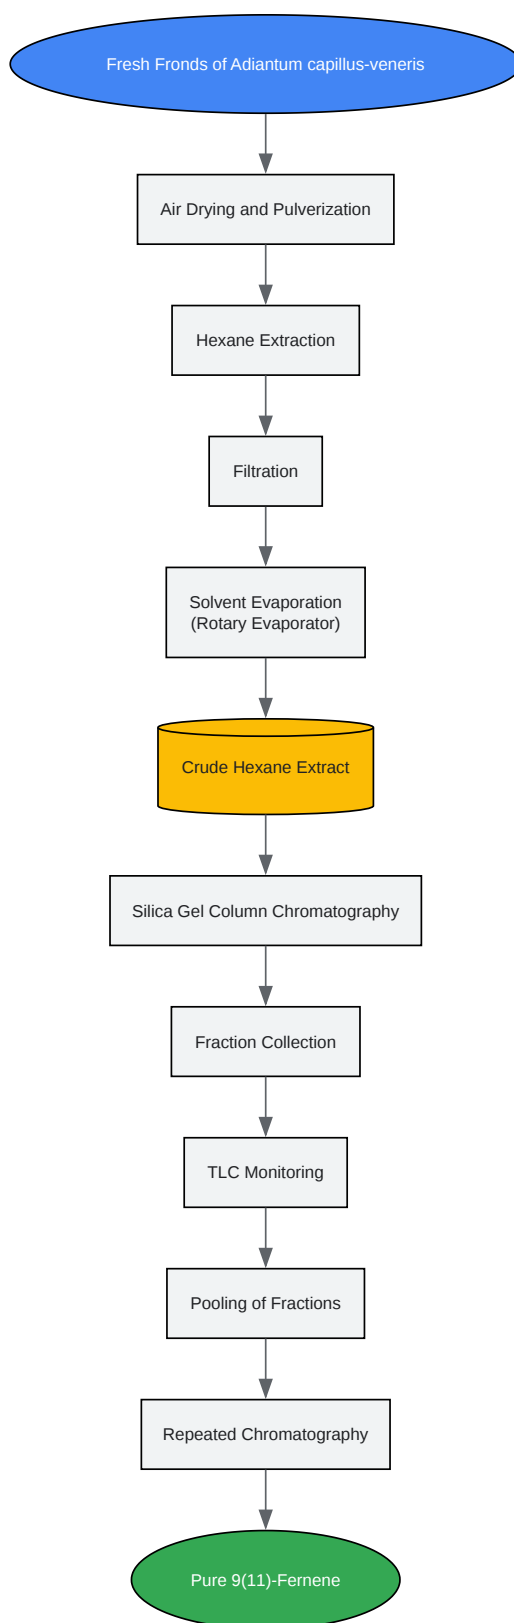 Fresh Fronds of Adiantum capillus-veneris
Air Drying and Pulverization
Hexane Extraction
Filtration
Solvent Evaporation
(Rotary Evaporator)
Crude Hexane Extract
Silica Gel Column Chromatography
Fraction Collection
TLC Monitoring
Pooling of Fractions
Repeated Chromatography
Pure 9(11)-Fernene